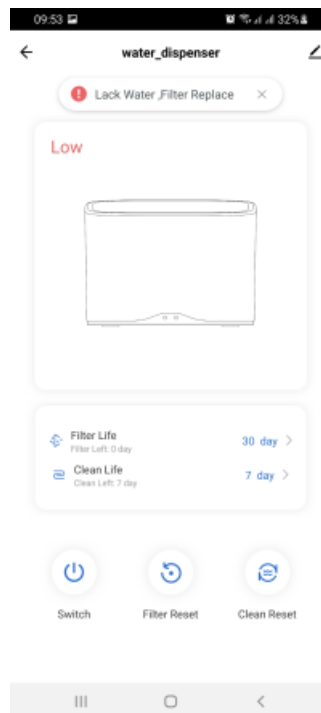 09:53 32%
water_dispenser
Lack Water ,Filter Replace
Low
Filter Life
Filter Left: 0 day
30 day
Clean Life
Clean Left: 7 day
7 day
Switch Filter Reset Clean Reset